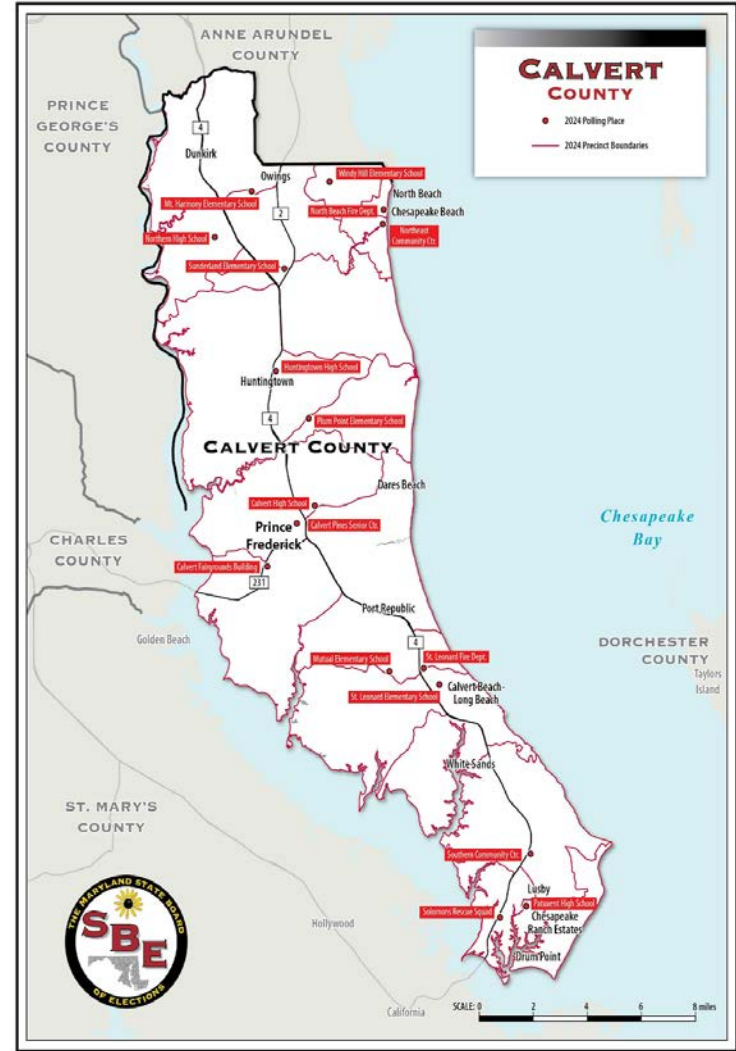 ANNE ARUNDEL
COUNTY
CALVERT
COUNTY
2024 Polling Place
2024 Precinct Boundaries
PRINCE
GEORGE'S
COUNTY
4
Dunkirk
Owings
Windy Hill Elementary School
Mt. Harmony Elementary School
North Beach
North Beach Fire Dept.
Chesapeake Beach
2
Northeast
Community Ctr.
Northern High School
Sunderland Elementary School
Huntingtown High School
Huntingtown
4
Plum Point Elementary School
CALVERT COUNTY
Dares Beach
Calvert High School
Calvert Pines Senior Ctr.
Prince
Frederick
Chesapeake
Bay
CHARLES
COUNTY
Calvert Fairgrounds Building
231
Port Republic
Golden Beach
4
DORCHESTER
COUNTY
Taylors
Island
Mutual Elementary School
St. Leonard Fire Dept.
St. Leonard Elementary School
Calvert Beach-
Long Beach
White Sands
ST. MARY'S
COUNTY
Southern Community Ctr.
Lusby
Patuxent High School
Solomons Rescue Squad
Chesapeake
Ranch Estates
Hollywood
Drum Point
California
THE MARYLAND STATE BOARD
SBE
OF ELECTIONS
SCALE: 0 2 4 6 8 miles